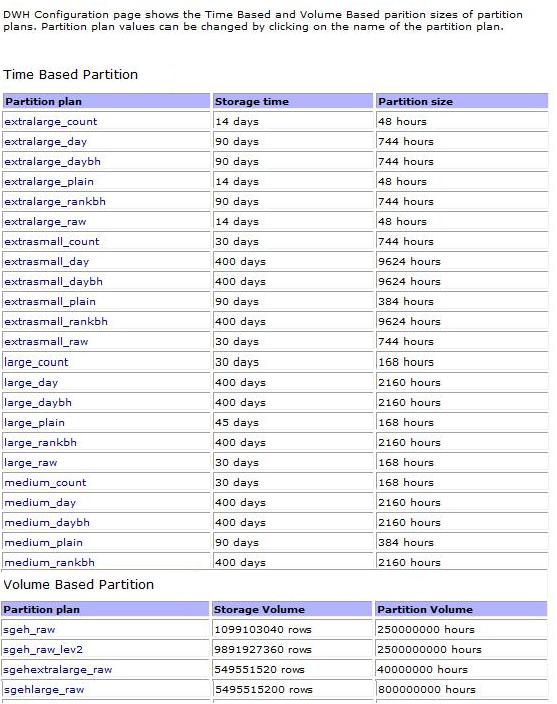 DWH Configuration page shows the Time Based and Volume Based parition sizes of partition
plans. Partition plan values can be changed by clicking on the name of the partition plan.
Time Based Partition
Partition plan Storage time Partition size
extralarge_count 14 days 48 hours
extralarge_day 90 days 744 hours
extralarge_daybh 90 days 744 hours
extralarge_plain 14 days 48 hours
extralarge_rankbh 90 days 744 hours
extralarge_raw 14 days 48 hours
extrasmall_count 30 days 744 hours
extrasmall_day 400 days 9624 hours
extrasmall_daybh 400 days 9624 hours
extrasmall_plain 90 days 384 hours
extrasmall_rankbh 400 days 9624 hours
extrasmall_raw 30 days 744 hours
large_count 30 days 168 hours
large_day 400 days 2160 hours
large_daybh 400 days 2160 hours
large_plain 45 days 168 hours
large_rankbh 400 days 2160 hours
large_raw 30 days 168 hours
medium_count 30 days 168 hours
medium_day 400 days 2160 hours
medium_daybh 400 days 2160 hours
medium_plain 90 days 384 hours
medium_rankbh 400 days 2160 hours
Volume Based Partition
Partition plan Storage Volume Partition Volume
sgeh_raw 1099103040 rows 250000000 hours
sgeh_raw_lev2 9891927360 rows 2500000000 hours
sgehextralarge_raw 549551520 rows 40000000 hours
sgehlarge_raw 5495515200 rows 800000000 hours